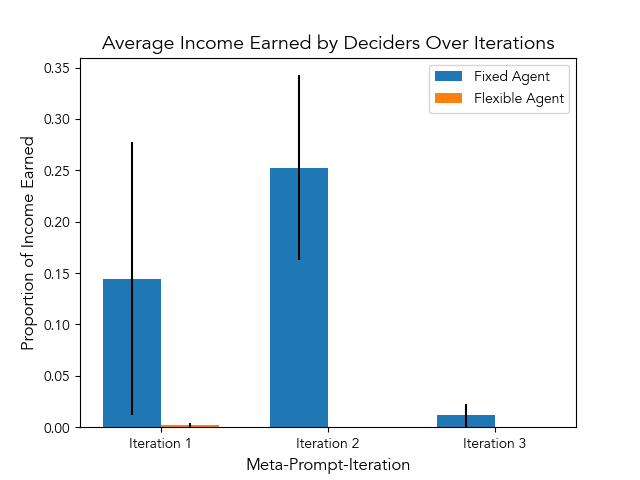 Average Income Earned by Deciders Over Iterations
Fixed Agent
Flexible Agent
Proportion of Income Earned
0.35
0.30
0.25
0.20
0.15
0.10
0.05
0.00
Iteration 1
Iteration 2
Iteration 3
Meta-Prompt-Iteration